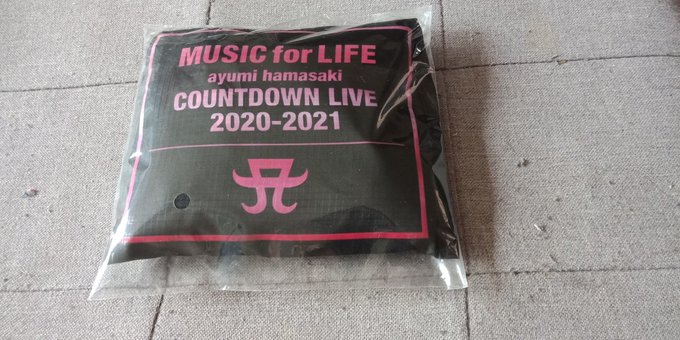 MUSIC for LIFE
ayumi hamasaki
COUNTDOWN LIVE
2020-2021